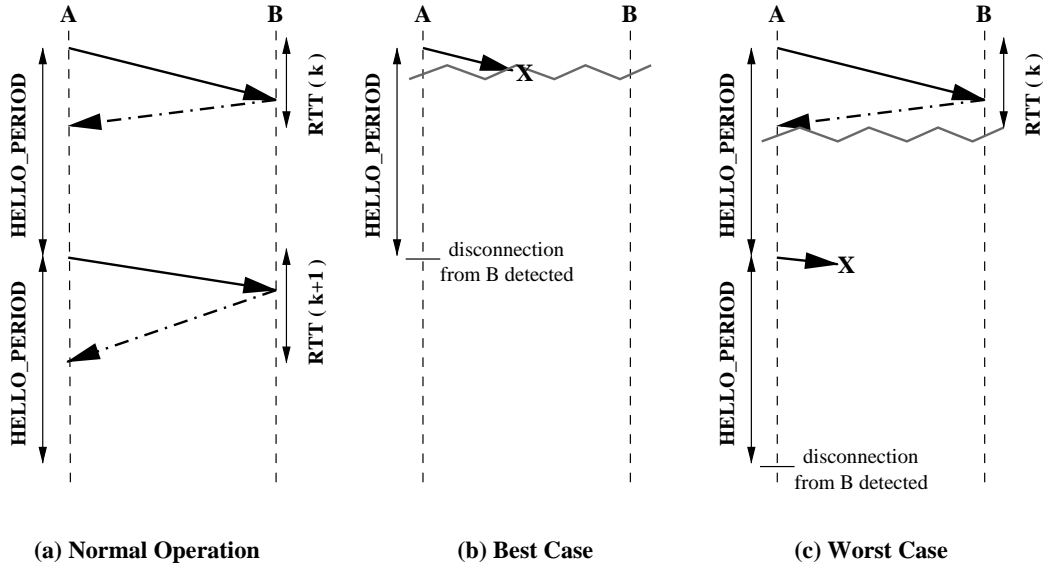 A
B
HELLO_PERIOD
RTT ( k )
HELLO_PERIOD
RTT ( k+1 )
(a) Normal Operation
A
B
X
HELLO_PERIOD
disconnection
from B detected
(b) Best Case
A
B
HELLO_PERIOD
RTT ( k )
X
HELLO_PERIOD
disconnection
from B detected
(c) Worst Case